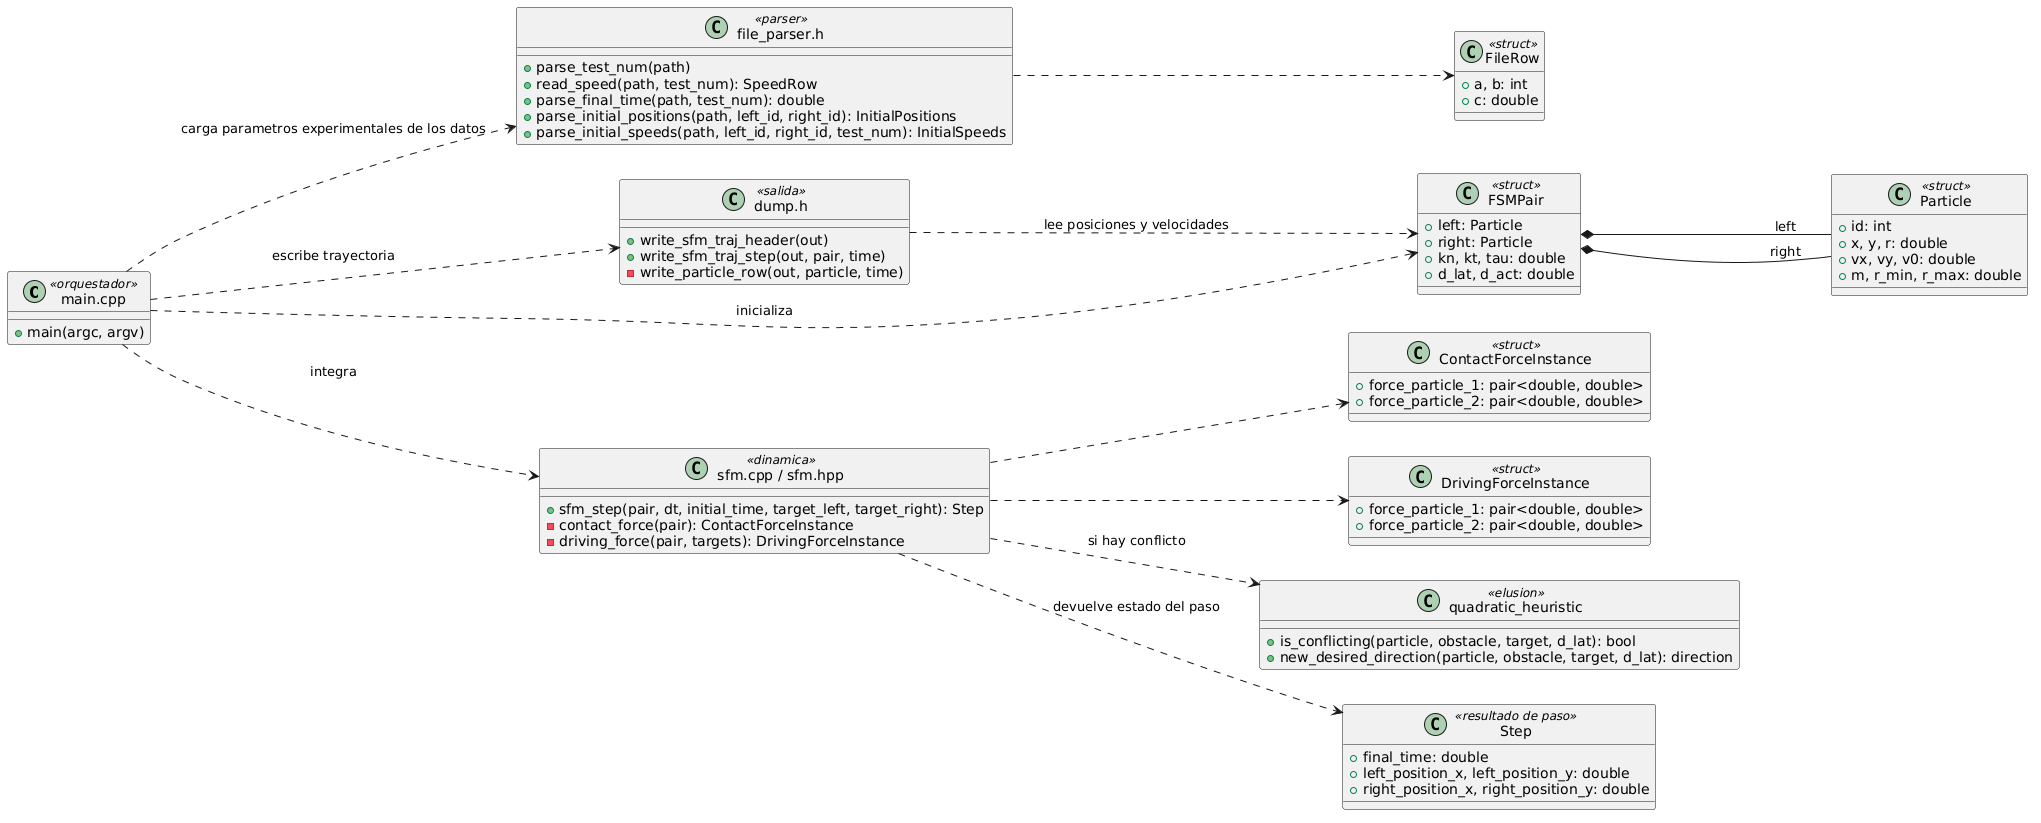 «parser»
file_parser.h
parse_test_num(path)
read_speed(path, test_num): SpeedRow
parse_final_time(path, test_num): double
parse_initial_positions(path, left_id, right_id): InitialPositions
parse_initial_speeds(path, left_id, right_id, test_num): InitialSpeeds
«struct»
FileRow
a, b: int
c: double
carga parametros experimentales de los datos
«salida»
dump.h
write_sfm_traj_header(out)
write_sfm_traj_step(out, pair, time)
write_particle_row(out, particle, time)
lee posiciones y velocidades
«struct»
FSMPair
left: Particle
right: Particle
kn, kt, tau: double
d_lat, d_act: double
left
right
«struct»
Particle
id: int
x, y, r: double
vx, vy, v0: double
m, r_min, r_max: double
escribe trayectoria
«orquestador»
main.cpp
main(argc, argv)
inicializa
integra
«struct»
ContactForceInstance
force_particle_1: pair<double, double>
force_particle_2: pair<double, double>
«dinamica»
sfm.cpp / sfm.hpp
sfm_step(pair, dt, initial_time, target_left, target_right): Step
contact_force(pair): ContactForceInstance
driving_force(pair, targets): DrivingForceInstance
«struct»
DrivingForceInstance
force_particle_1: pair<double, double>
force_particle_2: pair<double, double>
si hay conflicto
«elusion»
quadratic_heuristic
is_conflicting(particle, obstacle, target, d_lat): bool
new_desired_direction(particle, obstacle, target, d_lat): direction
devuelve estado del paso
«resultado de paso»
Step
final_time: double
left_position_x, left_position_y: double
right_position_x, right_position_y: double